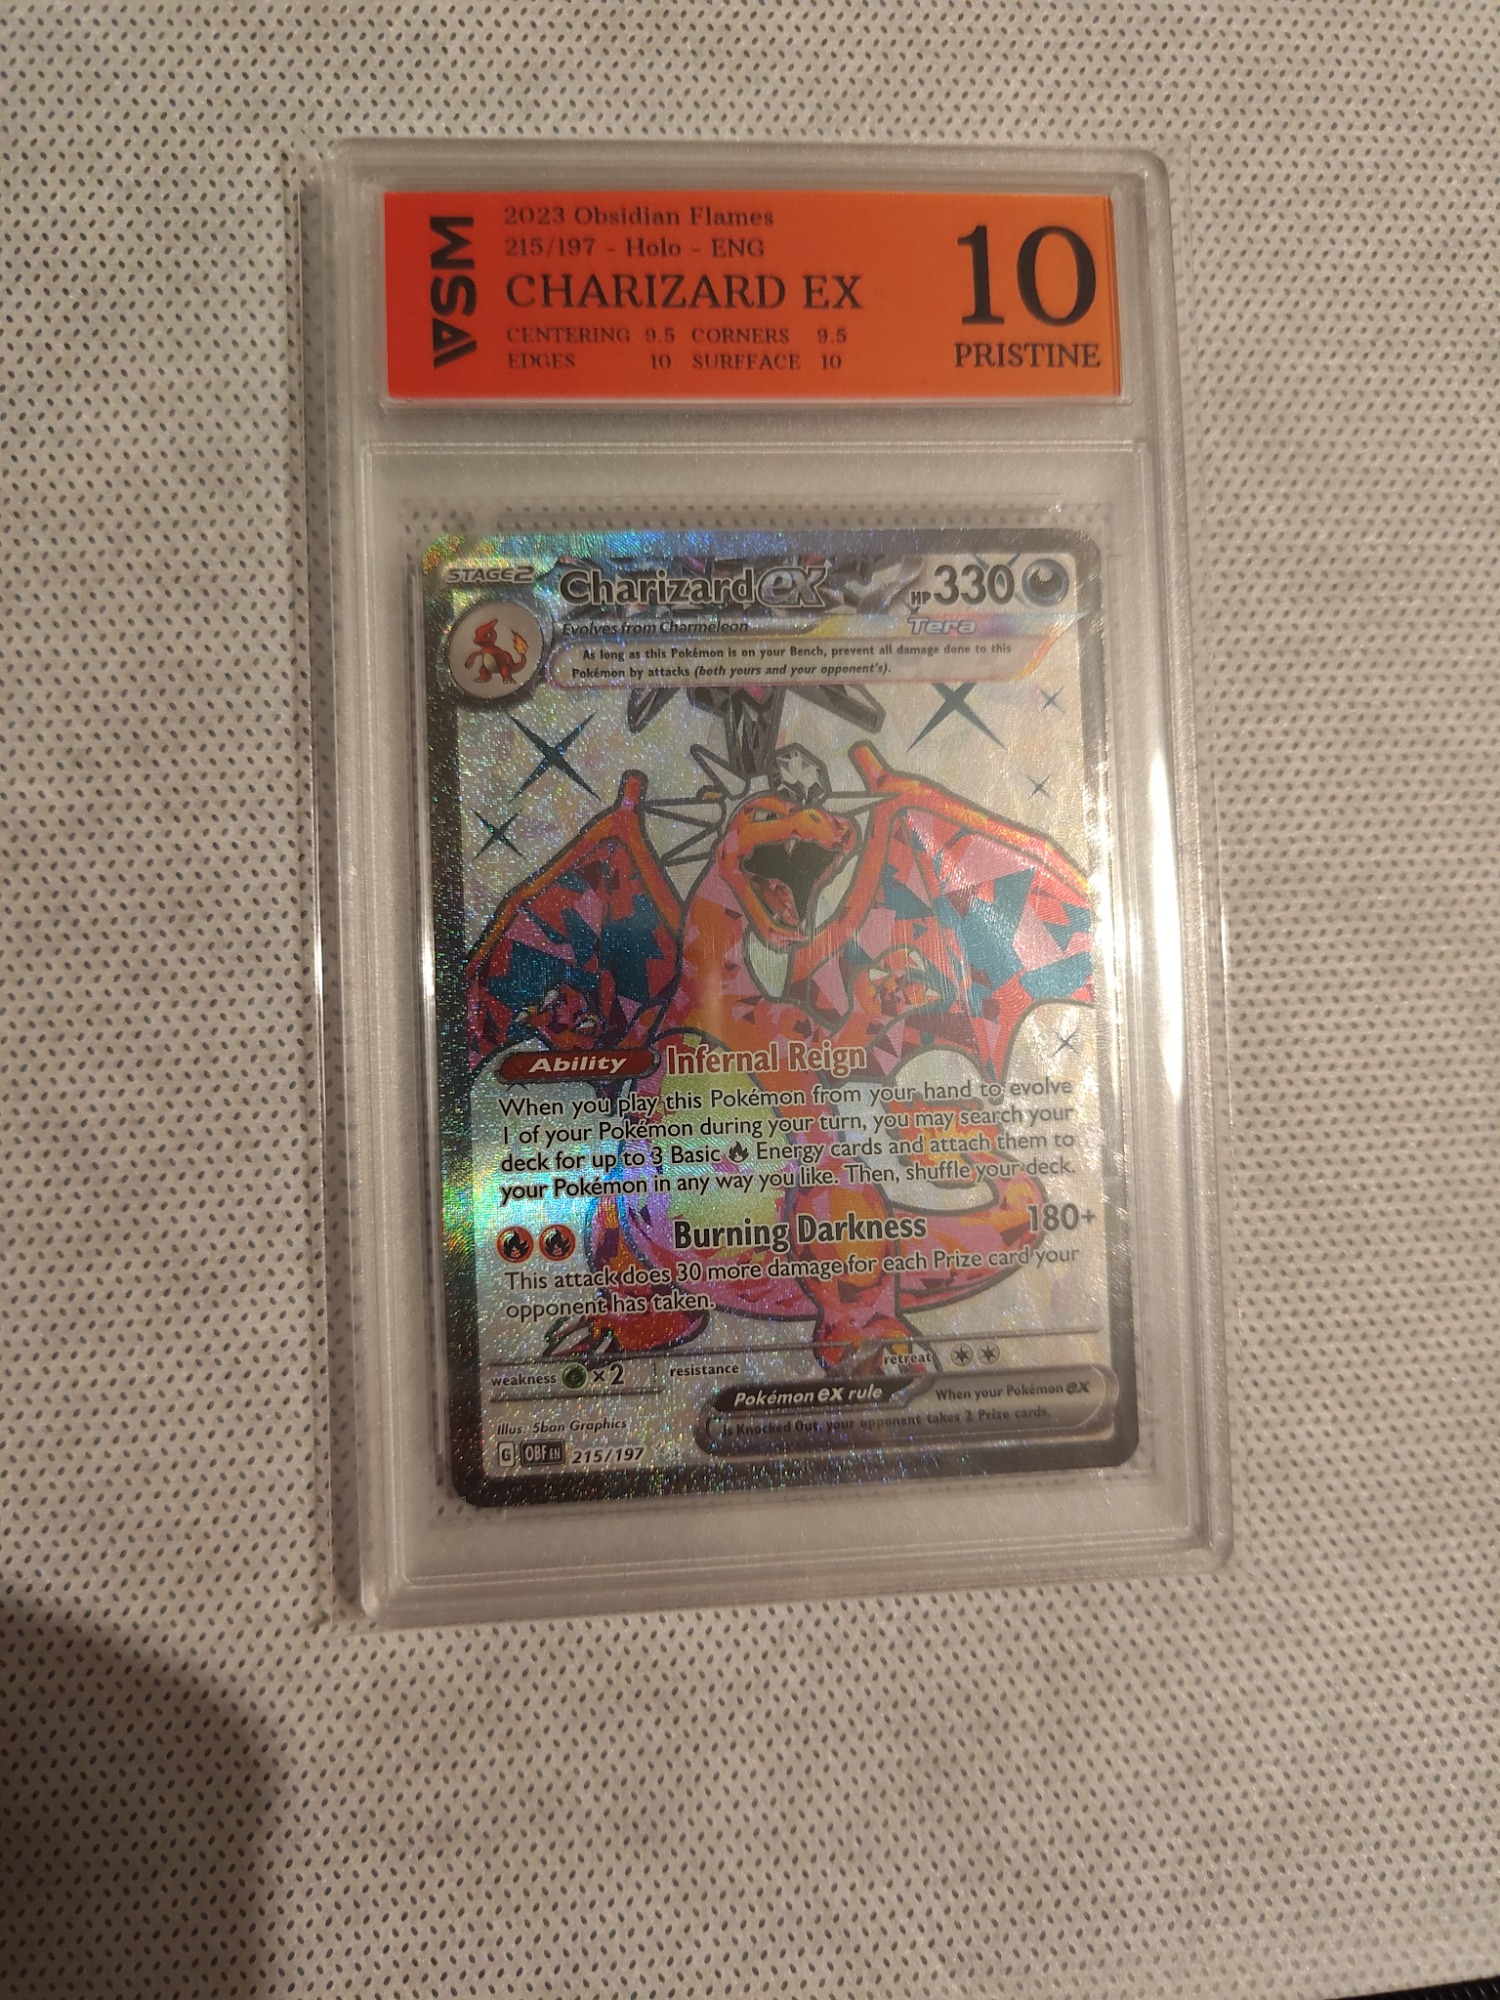 MSA
2023 Obsidian Flames
215/197 - Holo - ENG
CHARIZARD EX
CENTERING 9.5 CORNERS 9.5
EDGES 10 SURFFACE 10
10
PRISTINE
STAGE2 Charizard ex HP 330
Evolves from Charmeleon Tera
As long as this Pokémon is on your Bench, prevent all damage done to this
Pokémon by attacks (both yours and your opponent's).
Ability Infernal Reign
When you play this Pokémon from your hand to evolve
1 of your Pokémon during your turn, you may search your
deck for up to 3 Basic Energy cards and attach them to
your Pokémon in any way you like. Then, shuffle your deck.
Burning Darkness 180+
This attack does 30 more damage for each Prize card your
opponent has taken.
weakness ×2 resistance retreat
Pokémon ex rule When your Pokémon ex
is Knocked Out, your opponent takes 2 Prize cards.
Illus. 5ban Graphics
G OBF EN 215/197